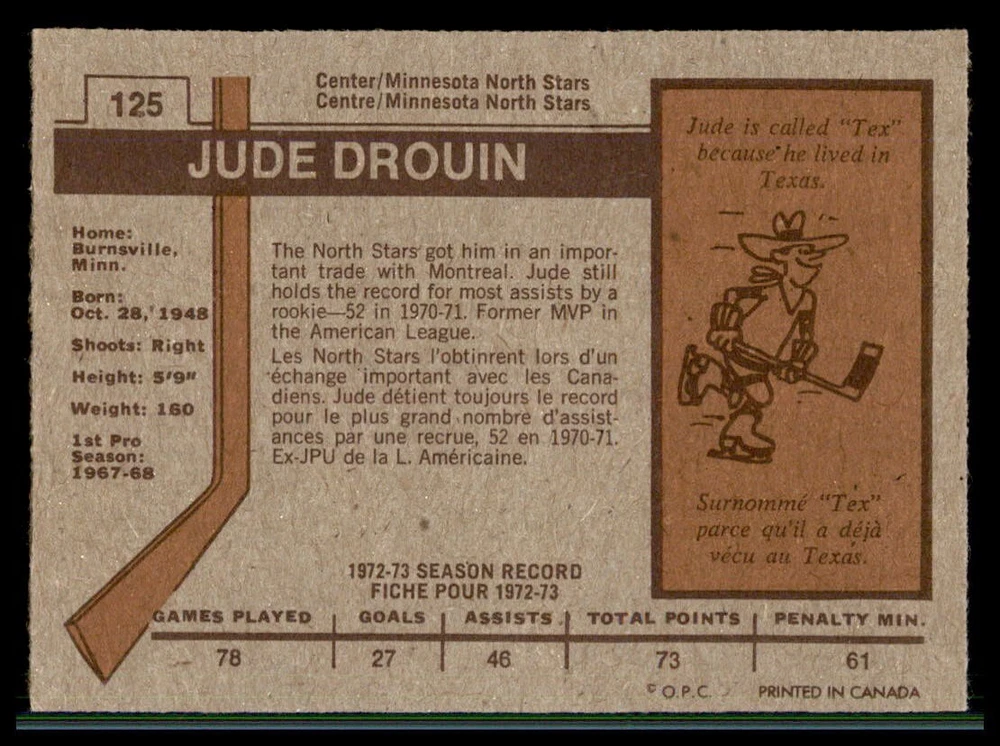 125
Center/Minnesota North Stars
Centre/Minnesota North Stars
JUDE DROUIN
Home:
Burnsville,
Minn.
Born:
Oct. 28, 1948
Shoots: Right
Height: 5'9"
Weight: 160
1st Pro
Season:
1967-68
The North Stars got him in an impor-
tant trade with Montreal. Jude still
holds the record for most assists by a
rookie—52 in 1970-71. Former MVP in
the American League.
Les North Stars l'obtinrent lors d'un
échange important avec les Cana-
diens. Jude détient toujours le record
pour le plus grand nombre d'assist-
ances par une recrue, 52 en 1970-71.
Ex-JPU de la L. Américaine.
Jude is called "Tex"
because he lived in
Texas.
Surnommé "Tex"
parce qu'il a déjà
vécu au Texas.
1972-73 SEASON RECORD
FICHE POUR 1972-73
GAMES PLAYED GOALS ASSISTS TOTAL POINTS PENALTY MIN.
78 27 46 73 61
© O.P.C. PRINTED IN CANADA